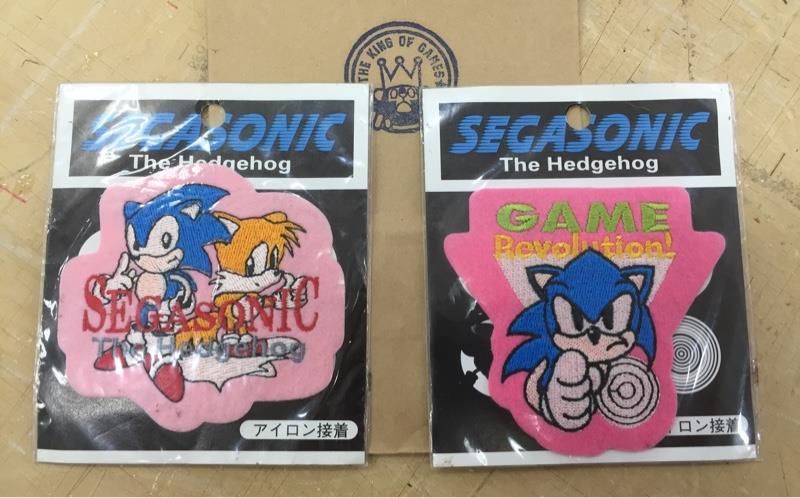 THE KING OF GAMES
SEGASONIC
The Hedgehog
SEGASONIC
The Hedgehog
アイロン接着
SEGASONIC
The Hedgehog
GAME
Revolution!
ロン接着